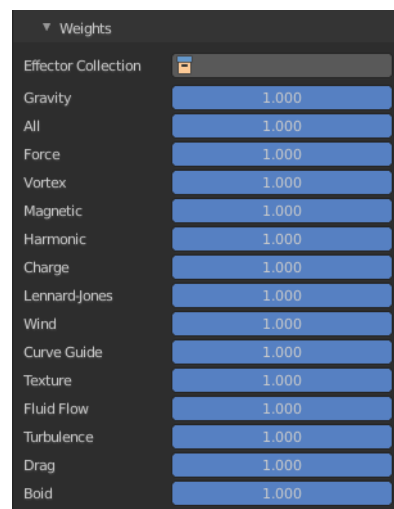 Weights
Effector Collection
Gravity 1.000
All 1.000
Force 1.000
Vortex 1.000
Magnetic 1.000
Harmonic 1.000
Charge 1.000
Lennard-Jones 1.000
Wind 1.000
Curve Guide 1.000
Texture 1.000
Fluid Flow 1.000
Turbulence 1.000
Drag 1.000
Boid 1.000